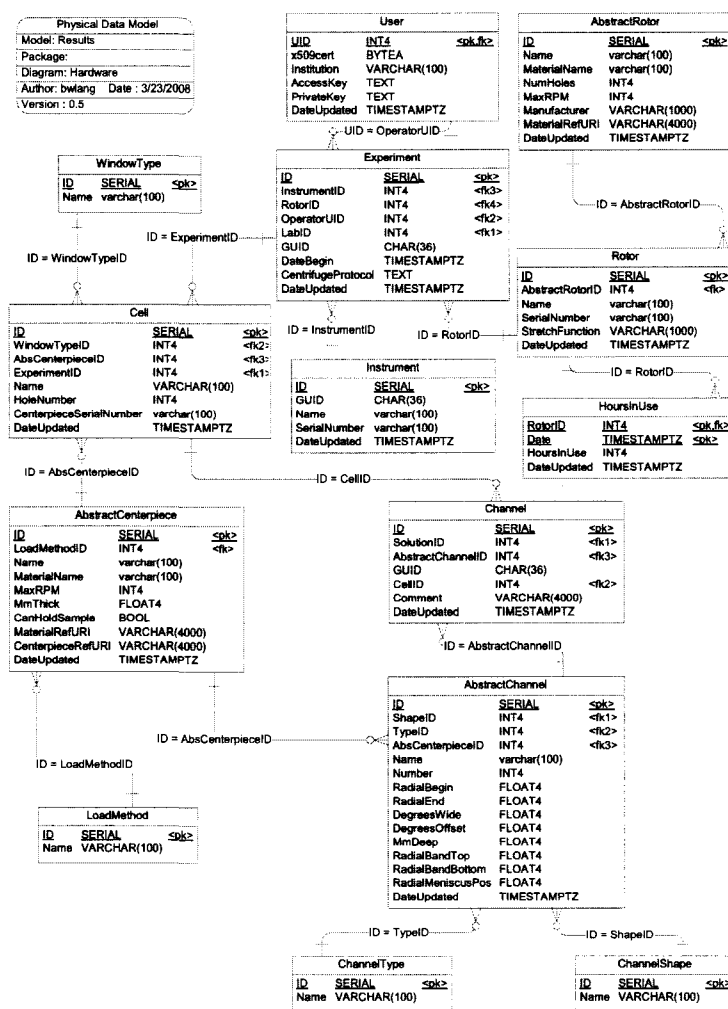 Physical Data Model
Model: Results
Package:
Diagram: Hardware
Author: bwlang Date : 3/23/2008
Version : 0.5
User
UID INT4 <pk,fk>
x509cert BYTEA
Institution VARCHAR(100)
AccessKey TEXT
PrivateKey TEXT
DateUpdated TIMESTAMPTZ
AbstractRotor
ID SERIAL <pk>
Name varchar(100)
MaterialName varchar(100)
NumHoles INT4
MaxRPM INT4
Manufacturer VARCHAR(1000)
MaterialRefURI VARCHAR(4000)
DateUpdated TIMESTAMPTZ
UID = OperatorUID
WindowType
ID SERIAL <pk>
Name varchar(100)
Experiment
ID SERIAL <pk>
InstrumentID INT4 <fk3>
RotorID INT4 <fk4>
OperatorUID INT4 <fk2>
LabID INT4 <fk1>
GUID CHAR(36)
DateBegin TIMESTAMPTZ
CentrifugeProtocol TEXT
DateUpdated TIMESTAMPTZ
ID = AbstractRotorID
ID = ExperimentID
ID = WindowTypeID
Rotor
ID SERIAL <pk>
AbstractRotorID INT4 <fk>
Name varchar(100)
SerialNumber varchar(100)
StretchFunction VARCHAR(1000)
DateUpdated TIMESTAMPTZ
Cell
ID SERIAL <pk>
WindowTypeID INT4 <fk2>
AbsCenterpieceID INT4 <fk3>
ExperimentID INT4 <fk1>
Name VARCHAR(100)
HoleNumber INT4
CenterpieceSerialNumber varchar(100)
DateUpdated TIMESTAMPTZ
ID = InstrumentID
ID = RotorID
Instrument
ID SERIAL <pk>
GUID CHAR(36)
Name varchar(100)
SerialNumber varchar(100)
DateUpdated TIMESTAMPTZ
ID = RotorID
HoursInUse
RotorID INT4 <pk,fk>
Date TIMESTAMPTZ <pk>
HoursInUse INT4
DateUpdated TIMESTAMPTZ
ID = AbsCenterpieceID
ID = CellID
AbstractCenterpiece
ID SERIAL <pk>
LoadMethodID INT4 <fk>
Name varchar(100)
MaterialName varchar(100)
MaxRPM INT4
MmThick FLOAT4
CanHoldSample BOOL
MaterialRefURI VARCHAR(4000)
CenterpieceRefURI VARCHAR(4000)
DateUpdated TIMESTAMPTZ
Channel
ID SERIAL <pk>
SolutionID INT4 <fk1>
AbstractChannelID INT4 <fk3>
GUID CHAR(36)
CellID INT4 <fk2>
Comment VARCHAR(4000)
DateUpdated TIMESTAMPTZ
ID = AbstractChannelID
AbstractChannel
ID SERIAL <pk>
ShapeID INT4 <fk1>
TypeID INT4 <fk2>
AbsCenterpieceID INT4 <fk3>
Name varchar(100)
Number INT4
RadialBegin FLOAT4
RadialEnd FLOAT4
DegreesWide FLOAT4
DegreesOffset FLOAT4
MmDeep FLOAT4
RadialBandTop FLOAT4
RadialBandBottom FLOAT4
RadialMeniscusPos FLOAT4
DateUpdated TIMESTAMPTZ
ID = AbsCenterpieceID
ID = LoadMethodID
LoadMethod
ID SERIAL <pk>
Name VARCHAR(100)
ID = TypeID
ID = ShapeID
ChannelType
ID SERIAL <pk>
Name VARCHAR(100)
ChannelShape
ID SERIAL <pk>
Name VARCHAR(100)